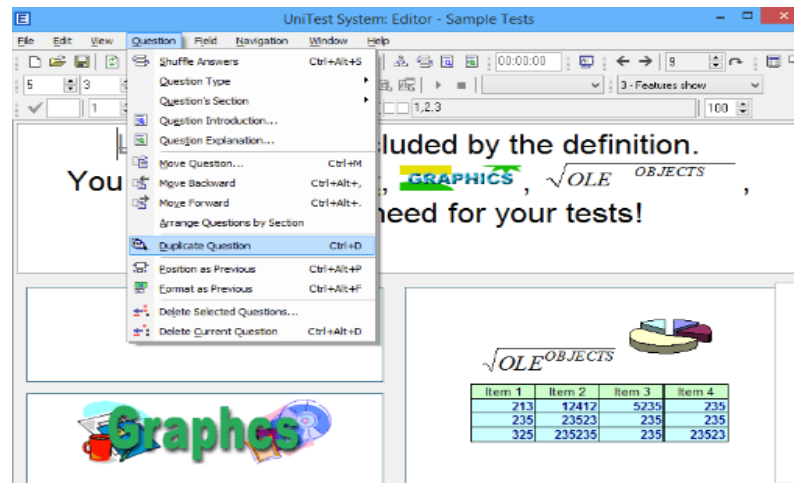 UniTest System: Editor - Sample Tests
File Edit View Question Field Navigation Window Help
Shuffle Answers Ctrl+Alt+S
00:00:00
9
Question Type
5
3
3 - Features show
Question's Section
1
1,2,3
100
Question Introduction...
Question Explanation...
luded by the definition.
Move Question... Ctrl+M
You
GRAPHICS , √OLE OBJECTS ,
Move Backward Ctrl+Alt+,
Move Forward Ctrl+Alt+.
need for your tests!
Arrange Questions by Section
Duplicate Question Ctrl+D
Position as Previous Ctrl+Alt+P
Format as Previous Ctrl+Alt+F
Delete Selected Questions...
Delete Current Question Ctrl+Alt+D
√OLE OBJECTS
Item 1 Item 2 Item 3 Item 4
213 12412 5235 235
235 23523 235 235
325 235235 235 23523
Graphcs